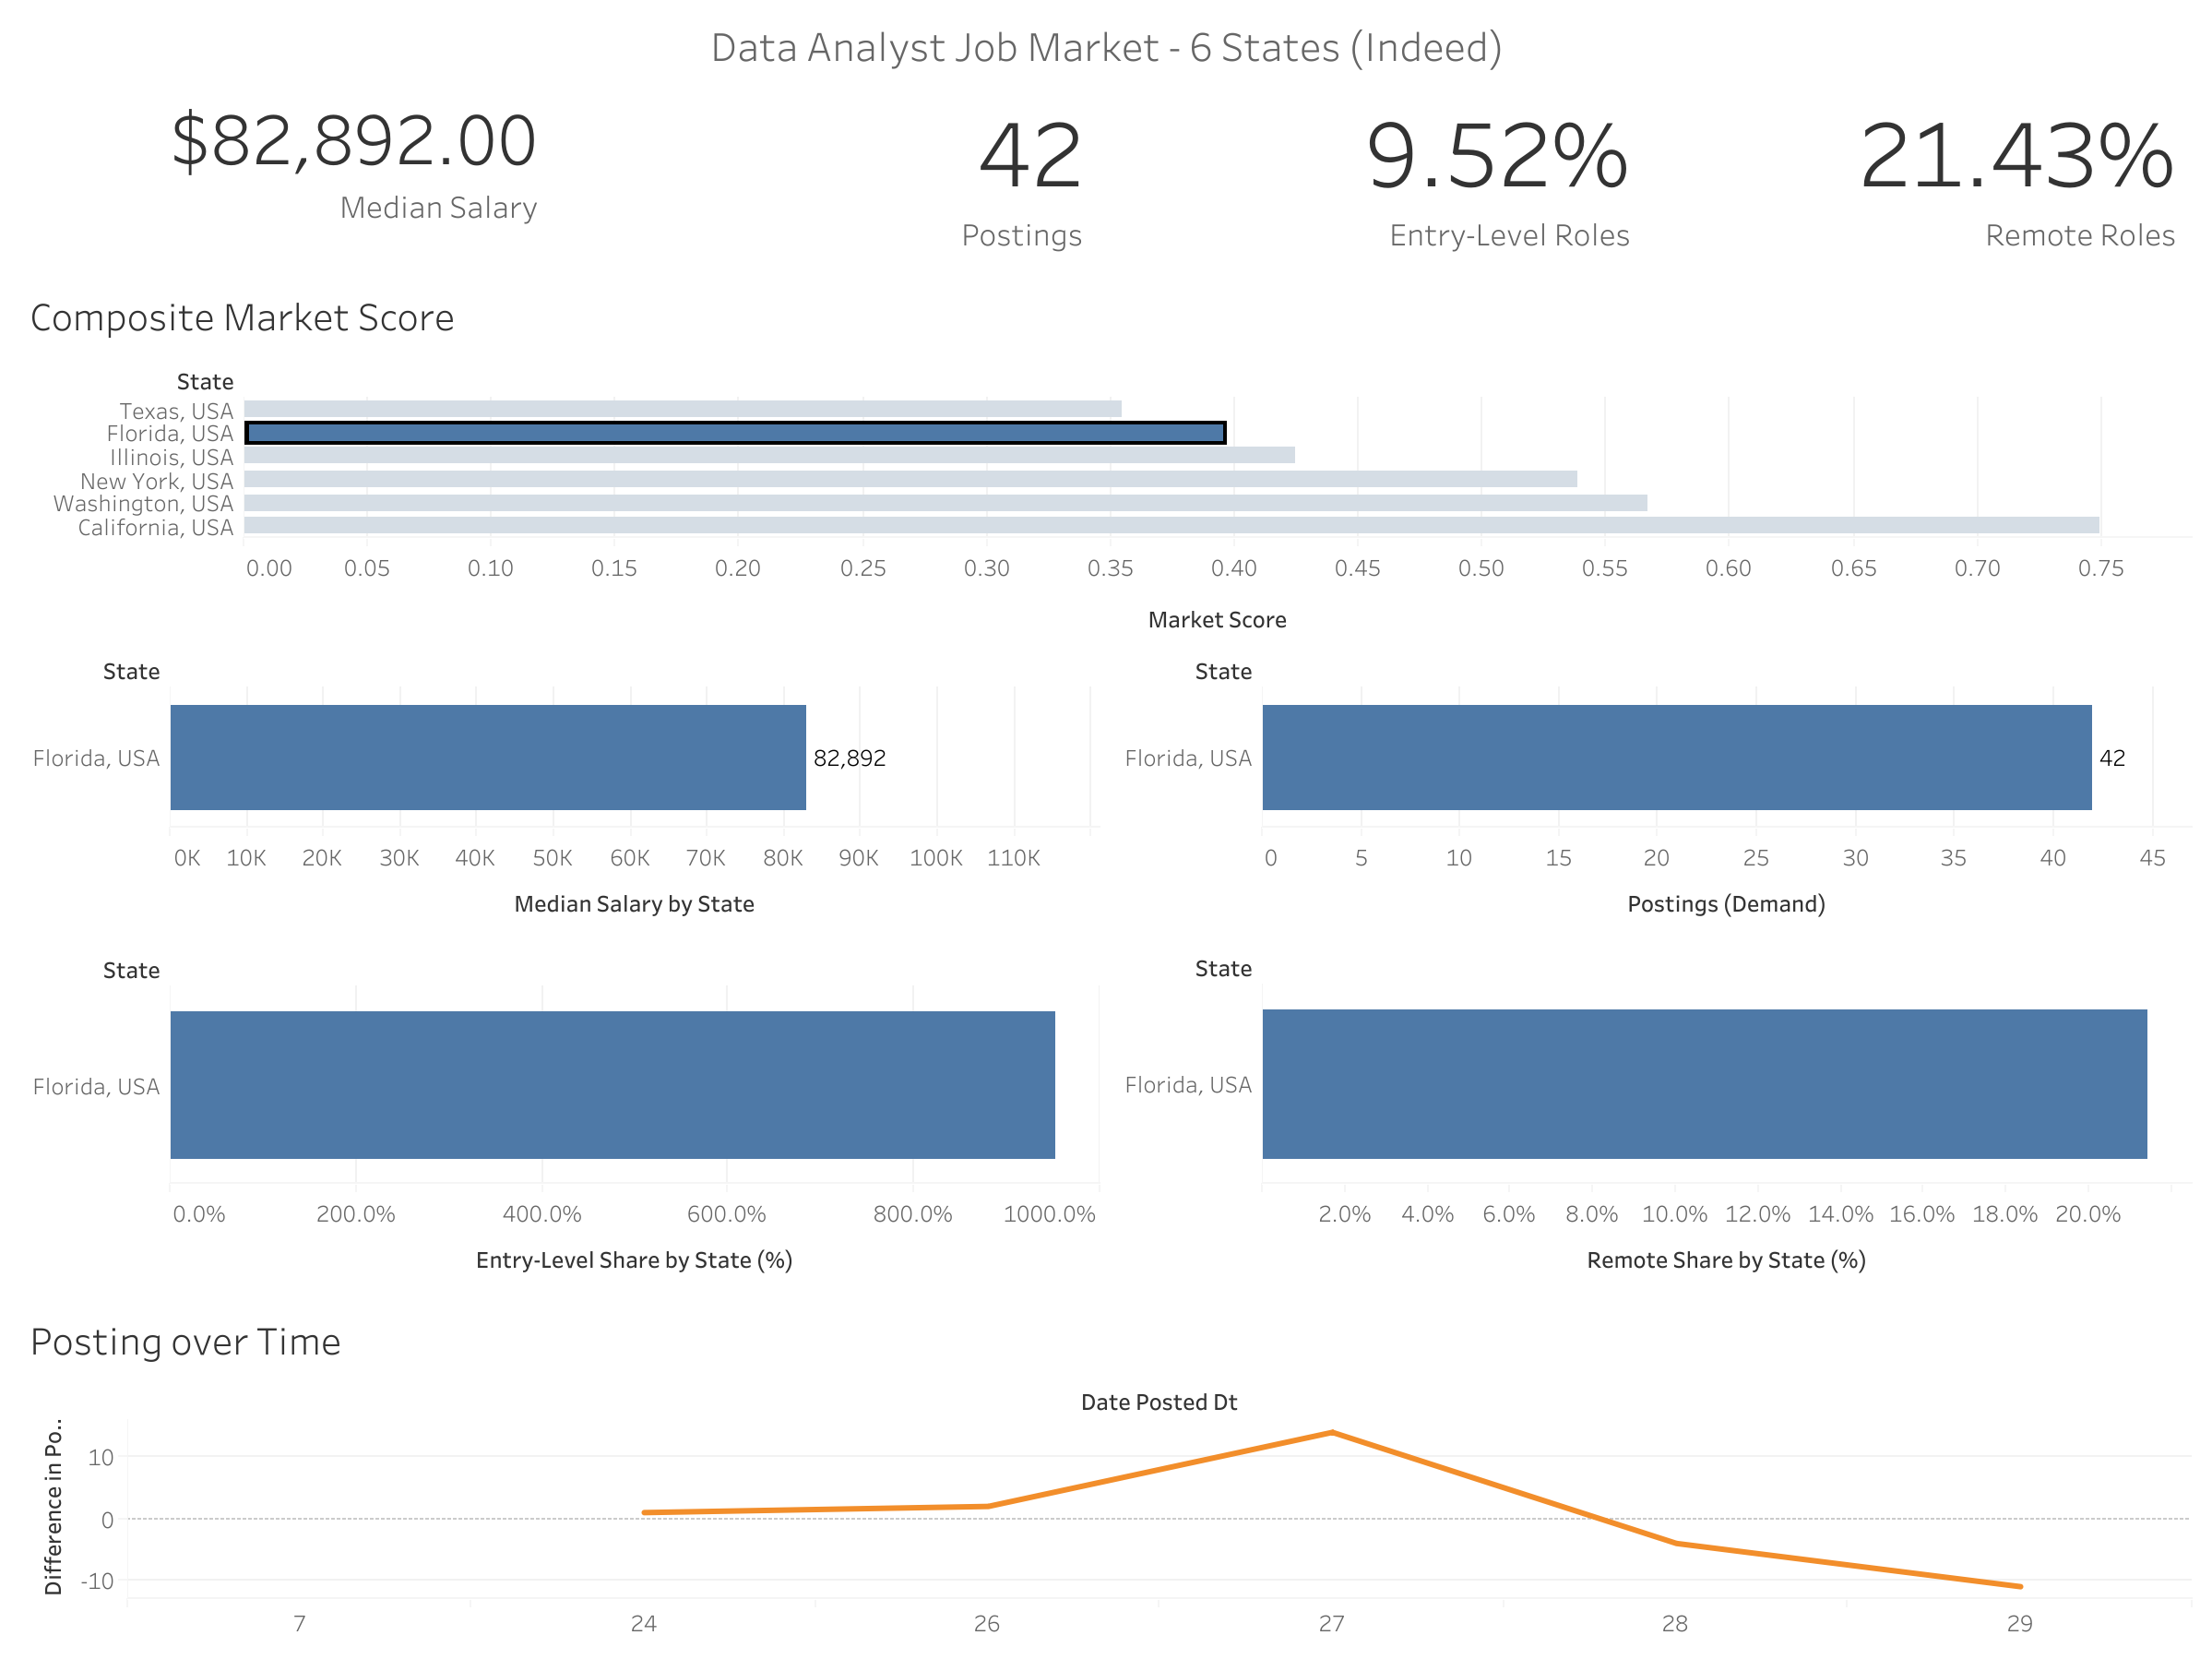 Data Analyst Job Market - 6 States (Indeed)
$82,892.00
Median Salary
42
Postings
9.52%
Entry-Level Roles
21.43%
Remote Roles
Composite Market Score
State
Texas, USA
Florida, USA
Illinois, USA
New York, USA
Washington, USA
California, USA
0.00 0.05 0.10 0.15 0.20 0.25 0.30 0.35 0.40 0.45 0.50 0.55 0.60 0.65 0.70 0.75
Market Score
State
Florida, USA
82,892
0K 10K 20K 30K 40K 50K 60K 70K 80K 90K 100K 110K
Median Salary by State
State
Florida, USA
42
0 5 10 15 20 25 30 35 40 45
Postings (Demand)
State
Florida, USA
0.0% 200.0% 400.0% 600.0% 800.0% 1000.0%
Entry-Level Share by State (%)
State
Florida, USA
2.0% 4.0% 6.0% 8.0% 10.0% 12.0% 14.0% 16.0% 18.0% 20.0%
Remote Share by State (%)
Posting over Time
Date Posted Dt
Difference in Po..
10
0
-10
7 24 26 27 28 29